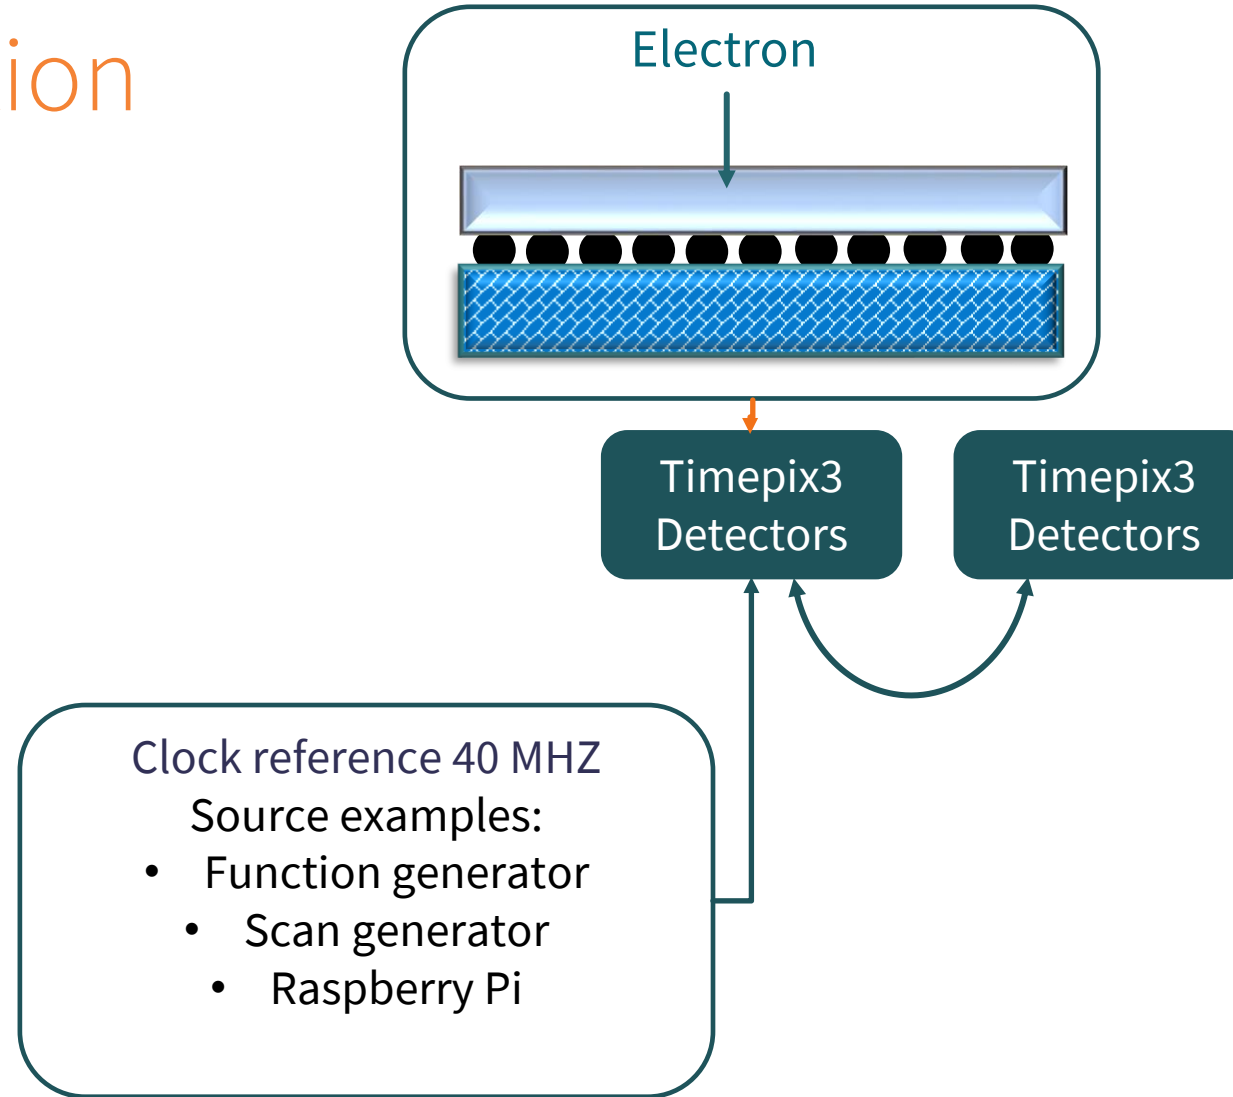 ion
Electron
Timepix3
Detectors
Timepix3
Detectors
Clock reference 40 MHZ
Source examples:
• Function generator
• Scan generator
• Raspberry Pi